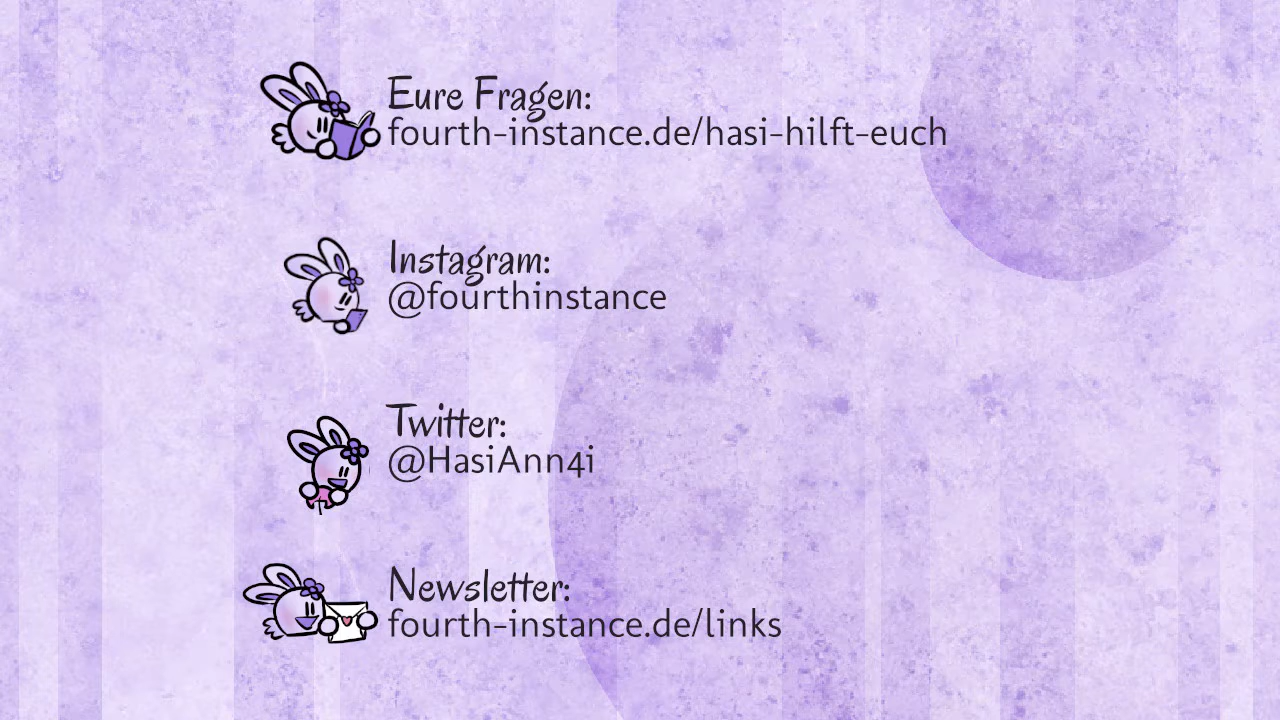 Eure Fragen:
fourth-instance.de/hasi-hilft-euch
Instagram:
@fourthinstance
Twitter:
@HasiAnn4i
Newsletter:
fourth-instance.de/links